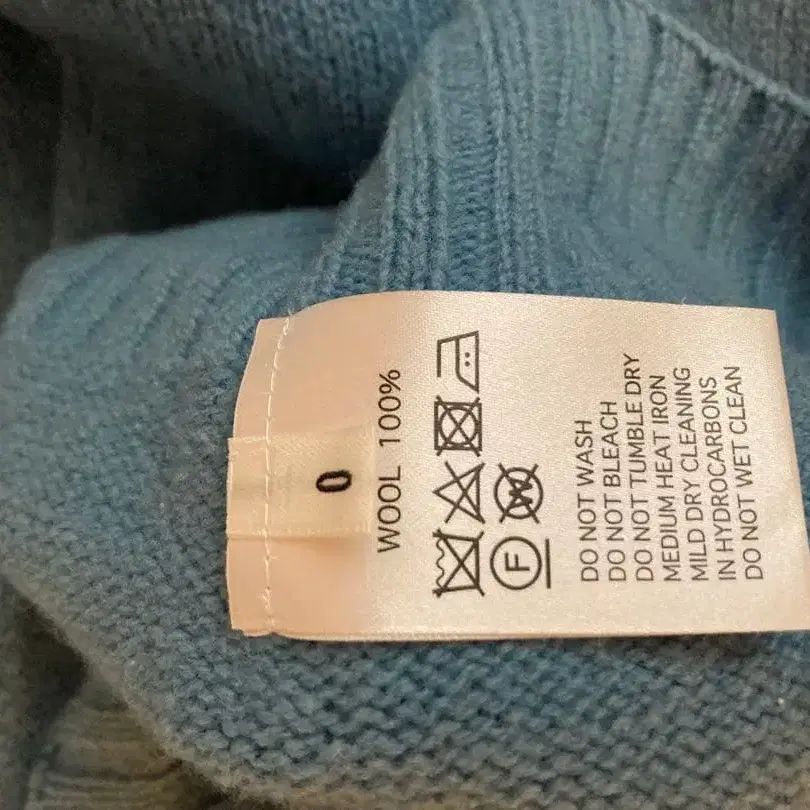 0
WOOL 100%
F
W
DO NOT WASH
DO NOT BLEACH
DO NOT TUMBLE DRY
MEDIUM HEAT IRON
MILD DRY CLEANING
IN HYDROCARBONS
DO NOT WET CLEAN